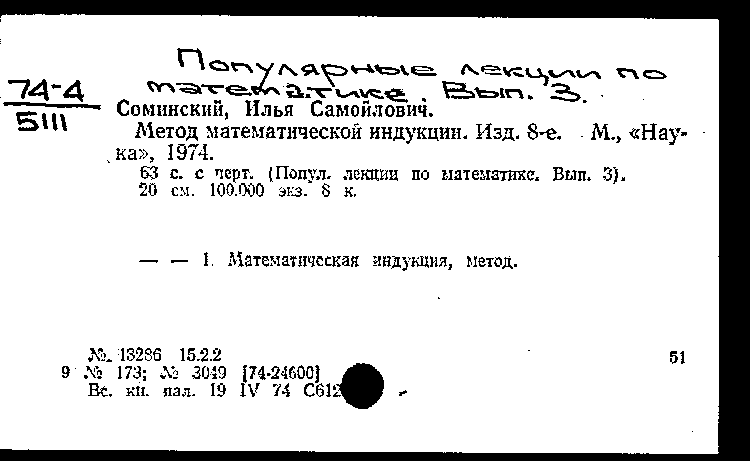 Популярные лекции по
математике. Вып. 3.
74-4
5111
Соминский, Илья Самойлович.
Метод математической индукции. Изд. 8-е. М., «Нау-
ка», 1974.
63 с. с черт. (Попул. лекции по математике. Вып. 3).
20 см. 100.000 экз. 8 к.
— — 1. Математическая индукция, метод.
№ 13286 15.2.2
51
9 № 173; № 3049 [74-24600]
Вс. кн. пал. 19 IV 74 С612